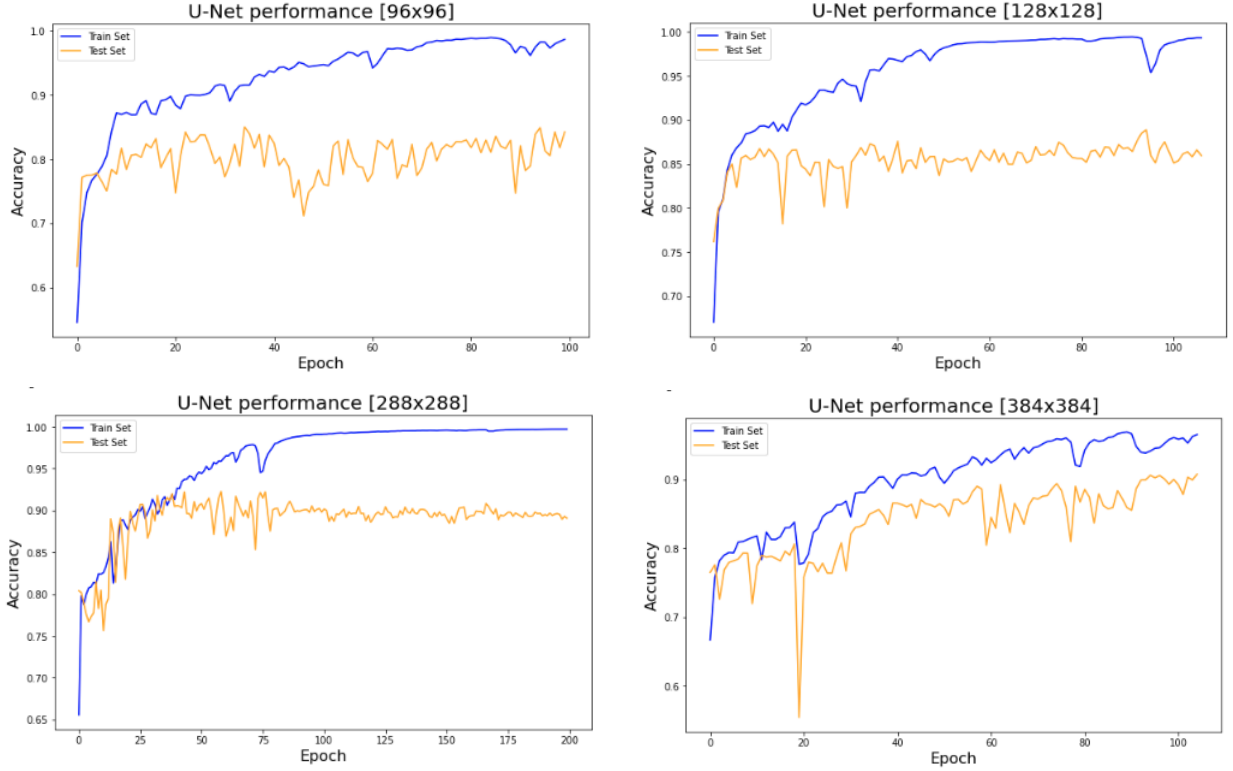 U-Net performance [96x96]
Train Set
Test Set
1.0
0.9
0.8
0.7
0.6
Accuracy
0 20 40 60 80 100
Epoch
U-Net performance [128x128]
Train Set
Test Set
1.00
0.95
0.90
0.85
0.80
0.75
0.70
Accuracy
0 20 40 60 80 100
Epoch
U-Net performance [288x288]
Train Set
Test Set
1.00
0.95
0.90
0.85
0.80
0.75
0.70
0.65
Accuracy
0 25 50 75 100 125 150 175 200
Epoch
U-Net performance [384x384]
Train Set
Test Set
0.9
0.8
0.7
0.6
Accuracy
0 20 40 60 80 100
Epoch